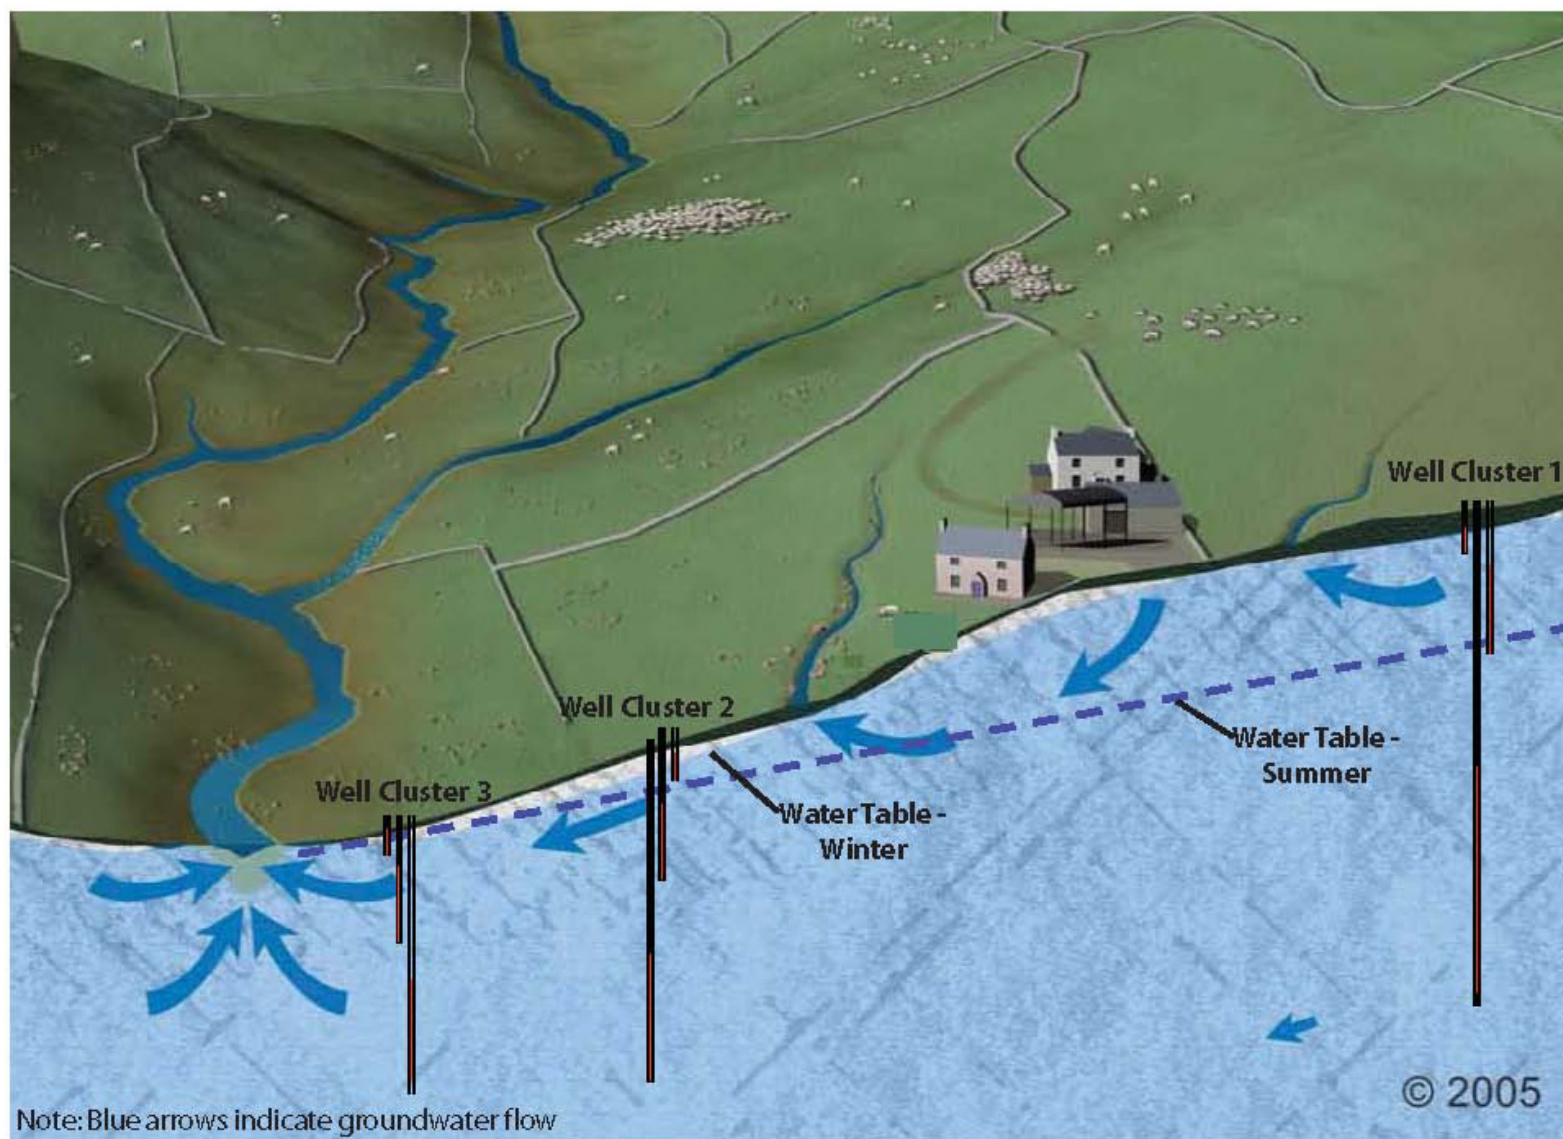 Well Cluster 1
Well Cluster 2
Water Table -
Summer
Well Cluster 3
Water Table -
Winter
© 2005
Note: Blue arrows indicate groundwater flow